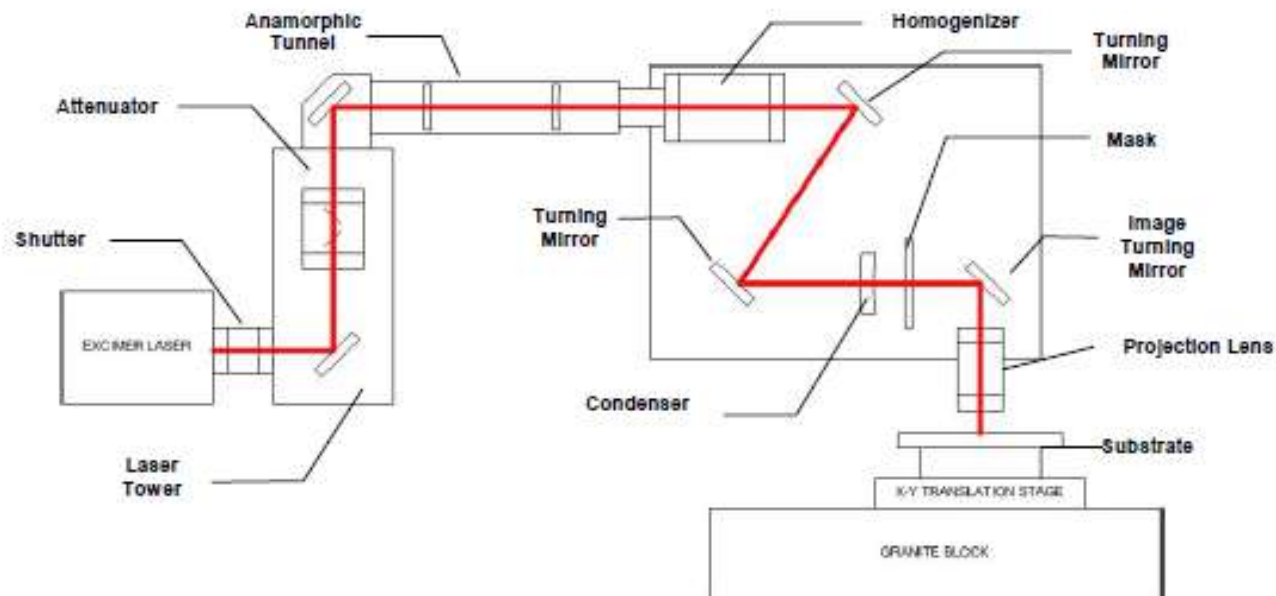 Anamorphic
Tunnel
Homogenizer
Turning
Mirror
Attenuator
Mask
Turning
Mirror
Image
Turning
Mirror
Shutter
EXCIMER LASER
Projection Lens
Condenser
Substrate
Laser
Tower
X-Y TRANSLATION STAGE
GRANITE BLOCK